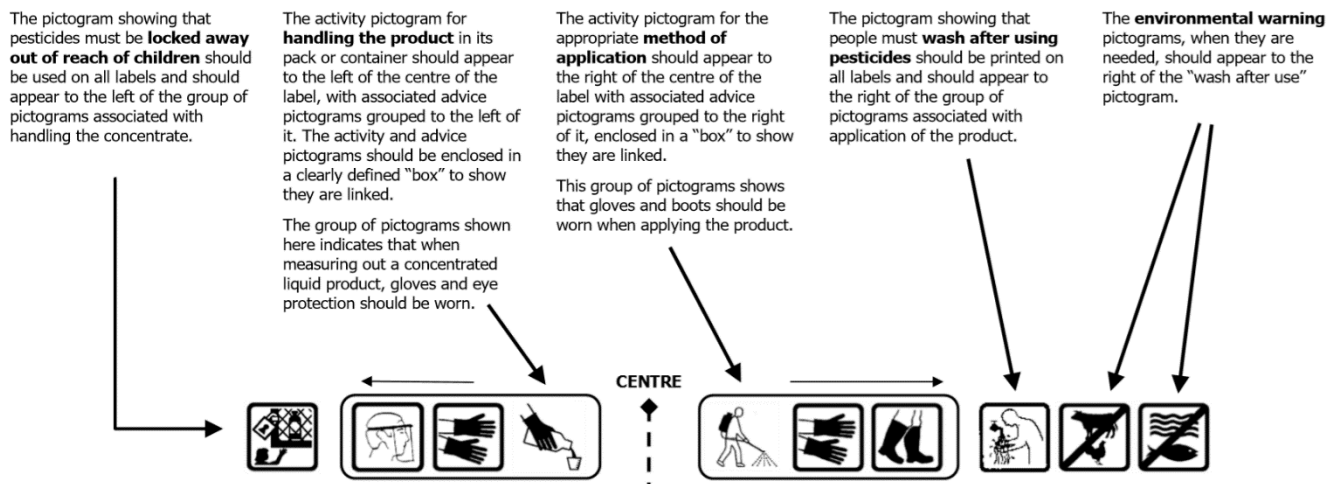 The pictogram showing that
pesticides must be locked away
out of reach of children should
be used on all labels and should
appear to the left of the group of
pictograms associated with
handling the concentrate.
The activity pictogram for
handling the product in its
pack or container should appear
to the left of the centre of the
label, with associated advice
pictograms grouped to the left of
it. The activity and advice
pictograms should be enclosed in
a clearly defined “box” to show
they are linked.
The group of pictograms shown
here indicates that when
measuring out a concentrated
liquid product, gloves and eye
protection should be worn.
The activity pictogram for the
appropriate method of
application should appear to
the right of the centre of the
label with associated advice
pictograms grouped to the right
of it, enclosed in a “box” to show
they are linked.
This group of pictograms shows
that gloves and boots should be
worn when applying the product.
The pictogram showing that
people must wash after using
pesticides should be printed on
all labels and should appear to
the right of the group of
pictograms associated with
application of the product.
The environmental warning
pictograms, when they are
needed, should appear to the
right of the “wash after use”
pictogram.
CENTRE